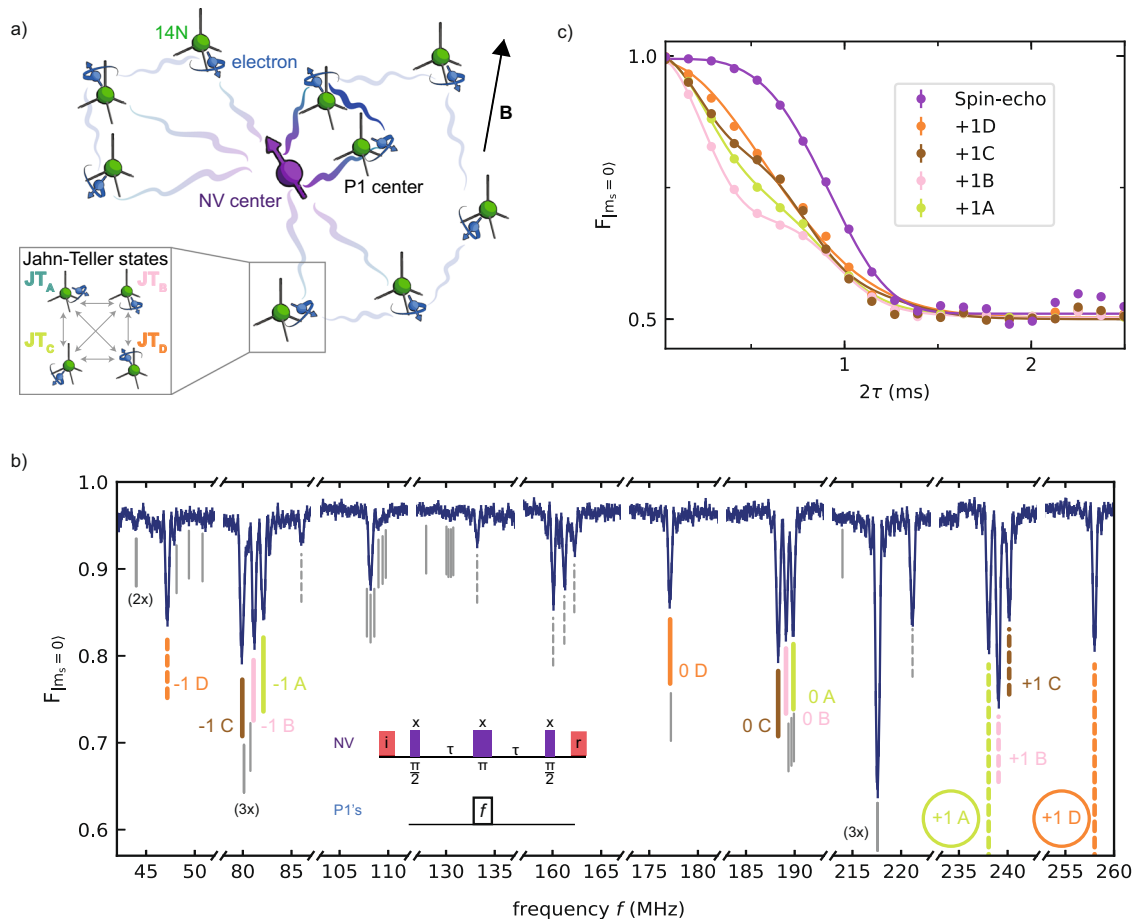 a)
14N
electron
B
P1 center
NV center
Jahn-Teller states
JT_A
JT_B
JT_C
JT_D
c)
1.0
0.5
F|mₛ=0⟩
Spin-echo
+1D
+1C
+1B
+1A
1
2
2τ (ms)
b)
1.0
0.9
0.8
0.7
0.6
F|mₛ=0⟩
(2x)
-1 D
-1 C
-1 B
-1 A
(3x)
0 D
0 C
0 A
0 B
(3x)
+1 C
+1 B
+1 A
+1 D
NV
i
x
x
x
r
τ
τ
π/2
π
π/2
P1's
f
45
50
80
85
105
110
130
135
160
165
175
180
185
190
215
220
235
240
255
260
frequency f (MHz)